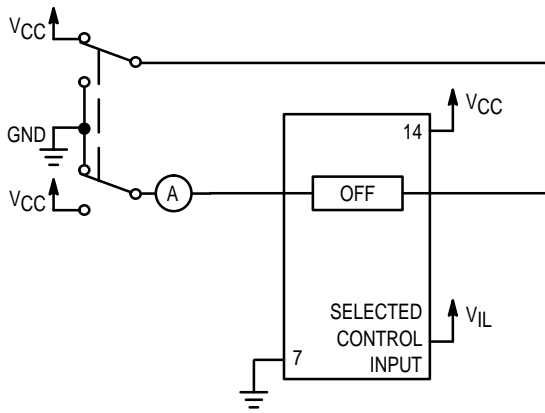 VCC
VCC
14
GND
A
OFF
VCC
SELECTED
VIL
CONTROL
7
INPUT